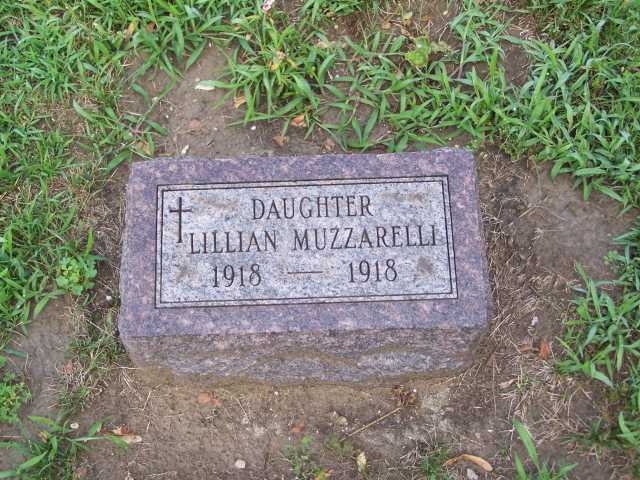 DAUGHTER
LILLIAN MUZZARELLI
1918 — 1918